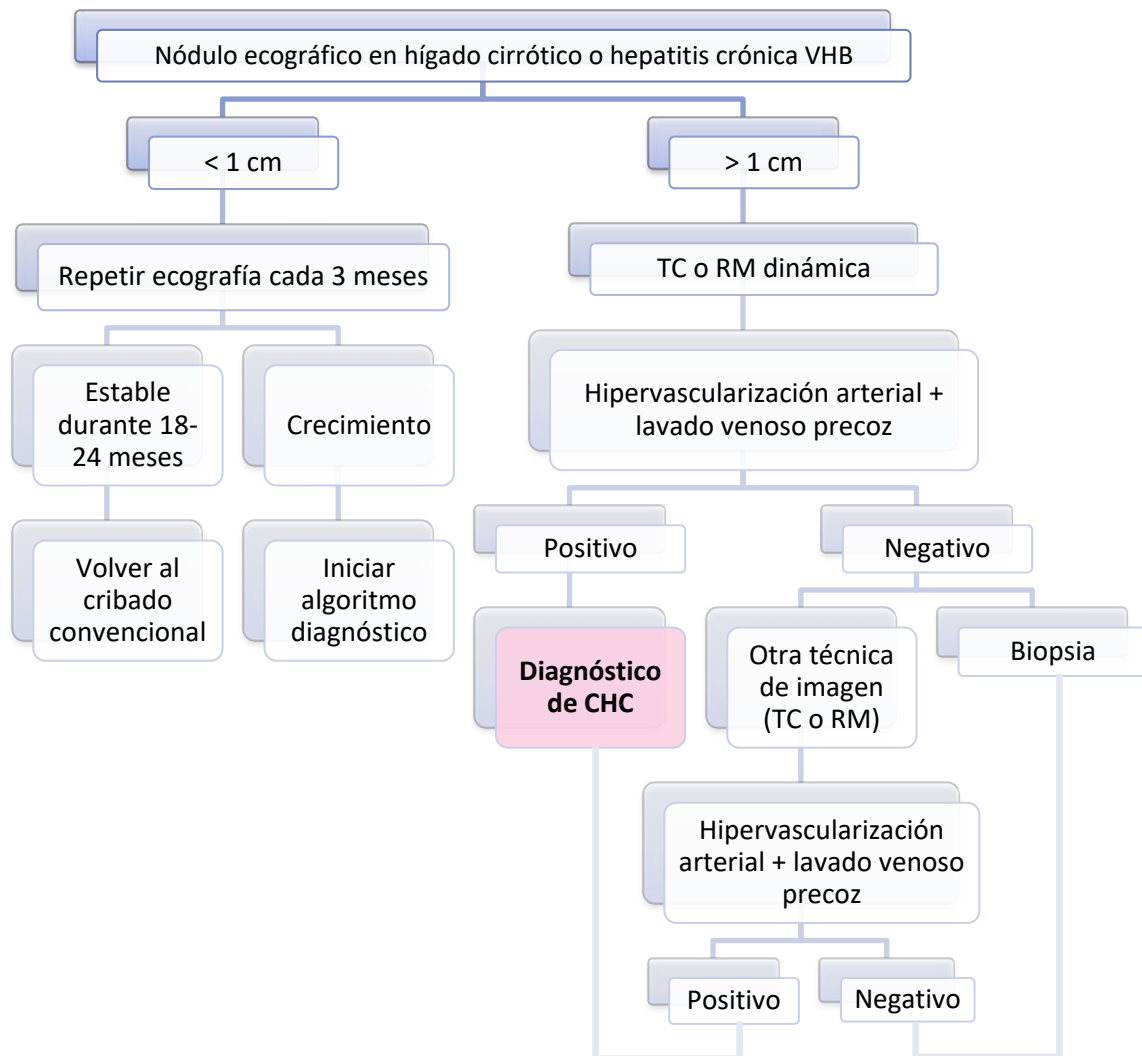 Nódulo ecográfico en hígado cirrótico o hepatitis crónica VHB
< 1 cm
> 1 cm
Repetir ecografía cada 3 meses
TC o RM dinámica
Estable
durante 18-
24 meses
Crecimiento
Hipervascularización arterial +
lavado venoso precoz
Volver al
cribado
convencional
Iniciar
algoritmo
diagnóstico
Positivo
Negativo
Diagnóstico
de CHC
Otra técnica
de imagen
(TC o RM)
Biopsia
Hipervascularización
arterial + lavado venoso
precoz
Positivo
Negativo